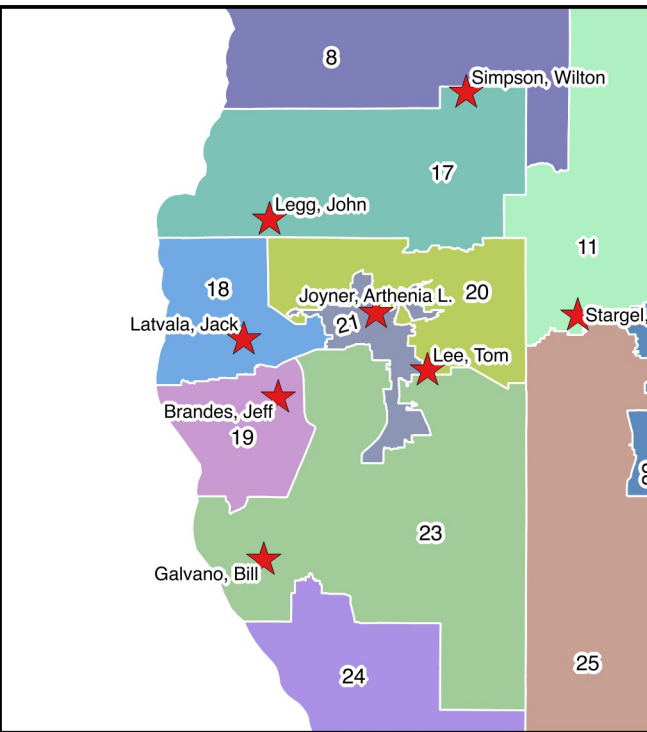 8
Simpson, Wilton
17
Legg, John
11
18
20
Joyner, Arthenia L.
Stargel,
21
Latvala, Jack
Lee, Tom
Brandes, Jeff
19
23
Galvano, Bill
24
25